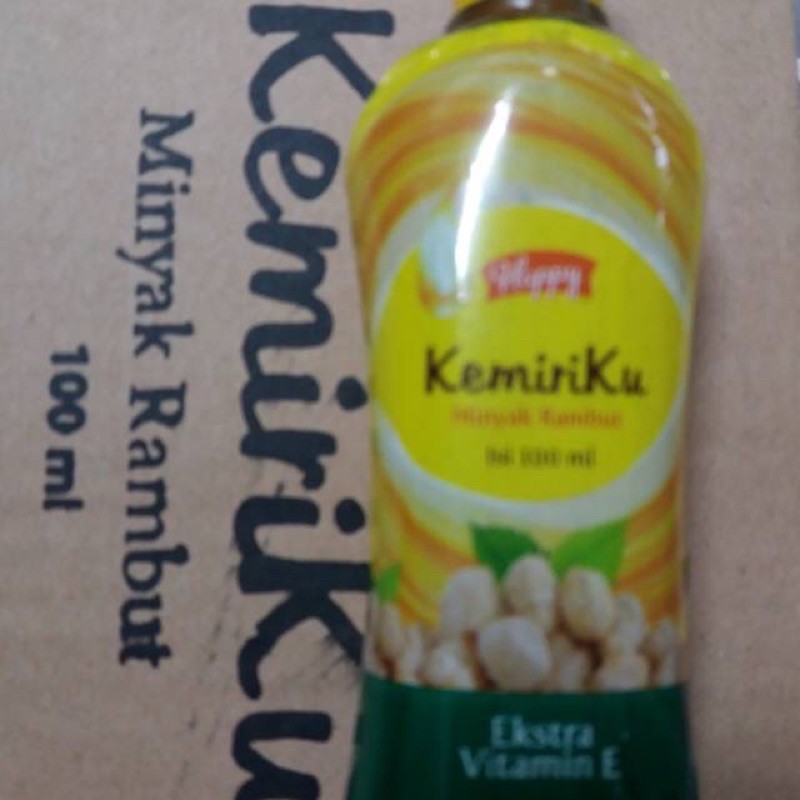 KemiriKu
Minyak Rambut
100 ml
Happy
KemiriKu
Minyak Rambut
Isi 100 ml
Ekstra
Vitamin E